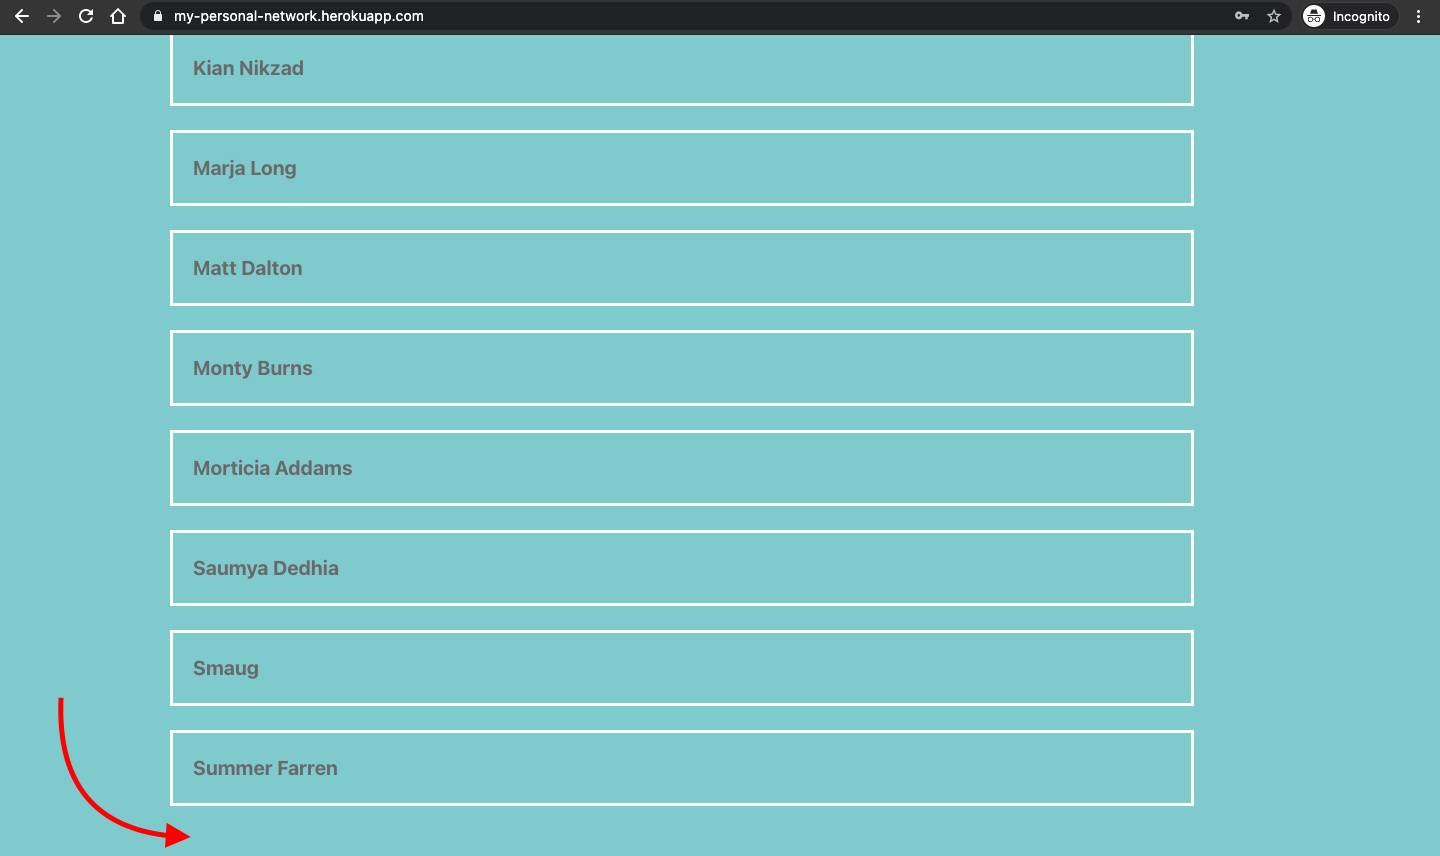 my-personal-network.herokuapp.com
Incognito
Kian Nikzad
Marja Long
Matt Dalton
Monty Burns
Morticia Addams
Saumya Dedhia
Smaug
Summer Farren